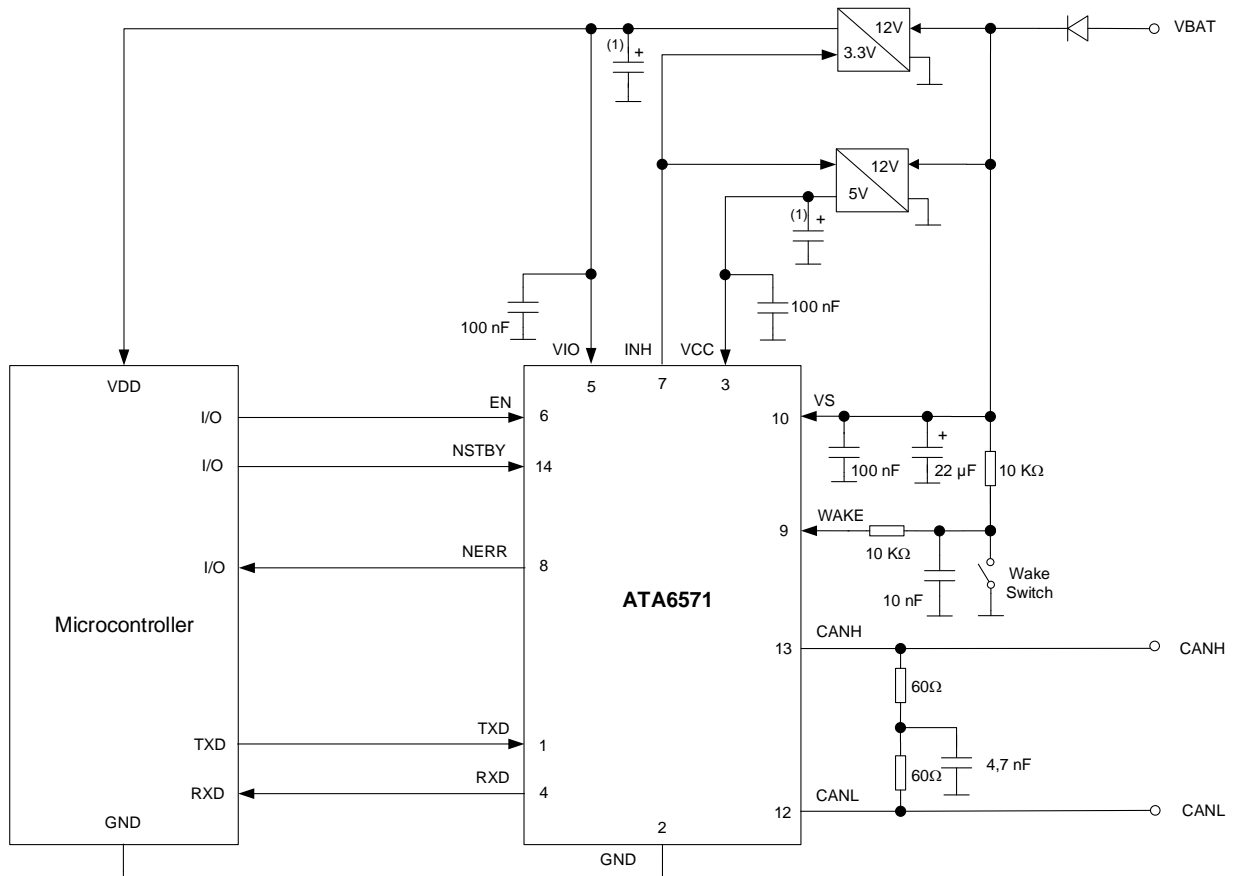 12V
VBAT
(1)
+
3.3V
12V
5V
(1)
+
100 nF
100 nF
VIO
INH
VCC
VDD
5
7
3
I/O
EN
6
10
VS
+
I/O
NSTBY
14
100 nF
22 µF
10 KΩ
9
WAKE
10 KΩ
I/O
NERR
8
10 nF
Wake
Switch
ATA6571
Microcontroller
13
CANH
CANH
60Ω
TXD
TXD
1
60Ω
4,7 nF
RXD
RXD
4
12
CANL
CANL
GND
2
GND